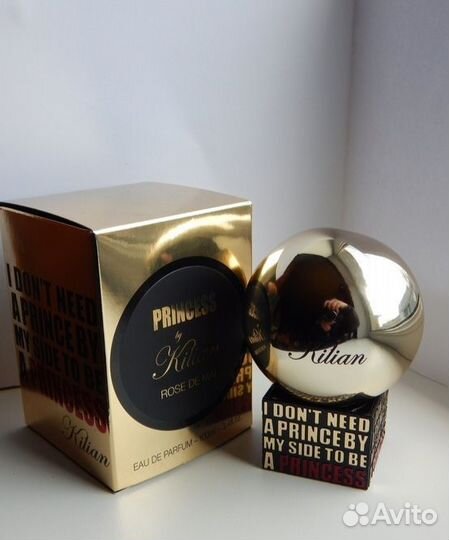 I DON'T NEED
A PRINCE BY
MY SIDE TO BE
A PRINCESS
Kilian
PRINCESS
by
Kilian
ROSE DE MAI
EAU DE PARFUM
Kilian
I DON'T NEED
A PRINCE BY
MY SIDE TO BE
A PRINCESS
Avito